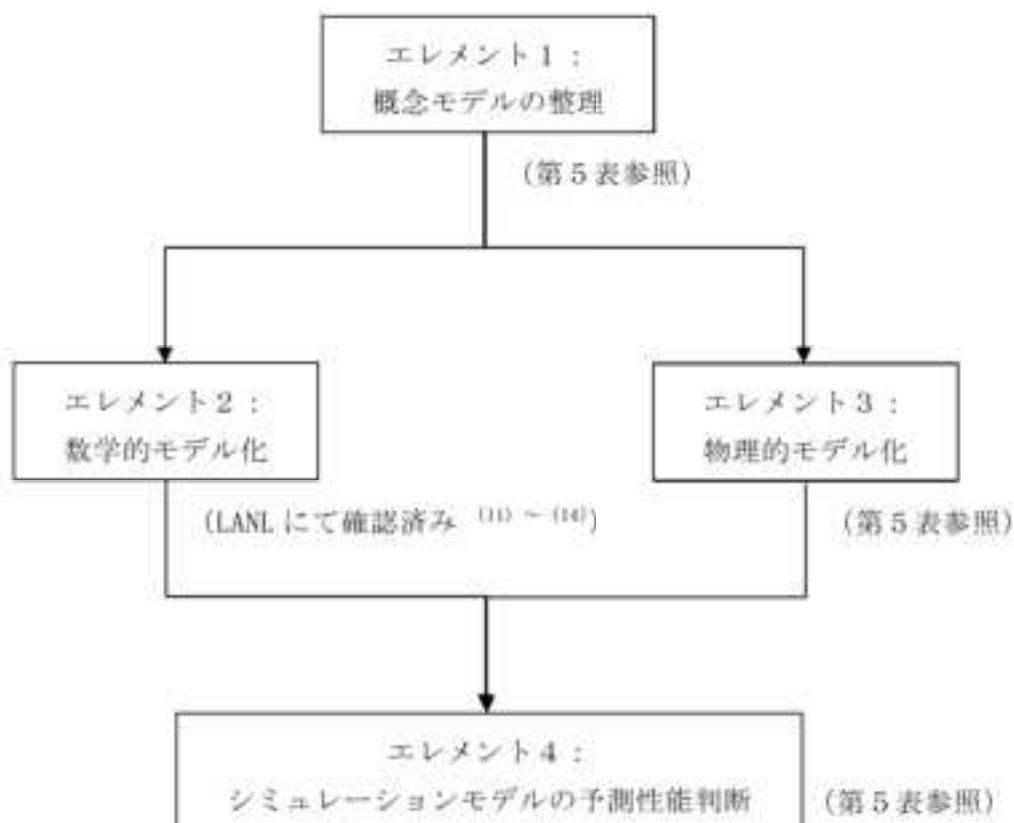 エレメント１：
概念モデルの整理
(第５表参照)
エレメント２：
数学的モデル化
エレメント３：
物理的モデル化
(LANL にて確認済み (11) ~ (14))
(第５表参照)
エレメント４：
シミュレーションモデルの予測性能判断
(第５表参照)